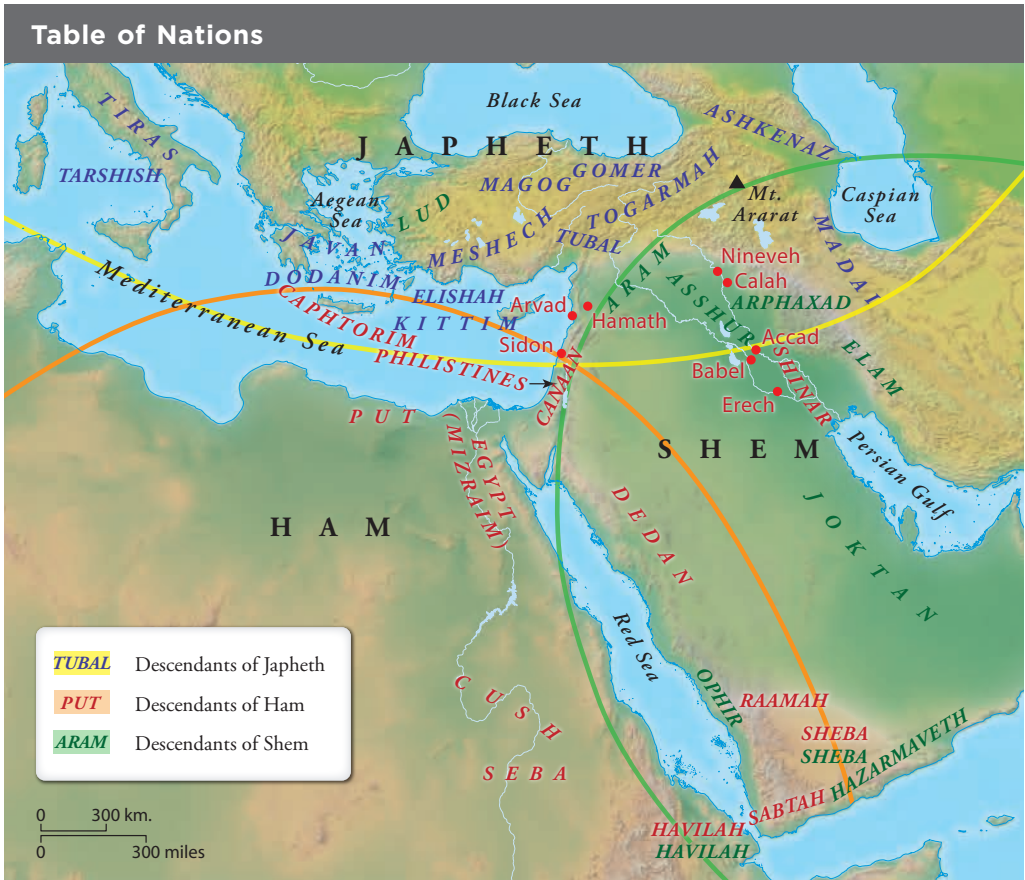 Table of Nations
Black Sea
ASHKENAZ
TIRAS
JAPHETH
TARSHISH
MAGOG
GOMER
TOGARMAH
Mt.
Ararat
Caspian
Sea
Aegean
Sea
LUD
MESHECH
TUBAL
JAVAN
MADAI
DODANIM
ELISHAH
KITTIM
CAPHTORIM
PHILISTINES
Mediterranean Sea
Arvad
Hamath
Sidon
ARAM
ASSHUR
Nineveh
Calah
ARPHAXAD
Accad
Babel
SHINAR
Erech
ELAM
CANAAN
PUT
EGYPT
(MIZRAIM)
SHEM
Persian Gulf
HAM
DEDAN
JOKTAN
Red Sea
CUSH
SEBA
OPHIR
RAAMAH
SHEBA
SHEBA
HAZARMAVETH
SABTAH
HAVILAH
HAVILAH
TUBAL Descendants of Japheth
PUT Descendants of Ham
ARAM Descendants of Shem
0 300 km.
0 300 miles